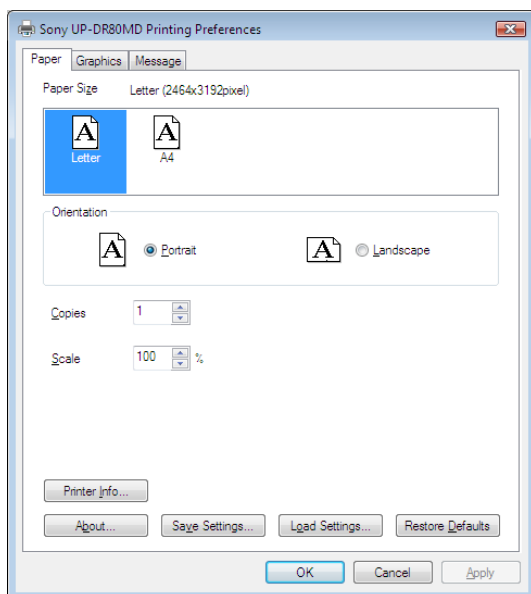 Sony UP-DR80MD Printing Preferences
Paper Graphics Message
Paper Size Letter (2464x3192pixel)
A A
Letter A4
Orientation
A Portrait A Landscape
Copies 1
Scale 100 %
Printer Info...
About... Save Settings... Load Settings... Restore Defaults
OK Cancel Apply